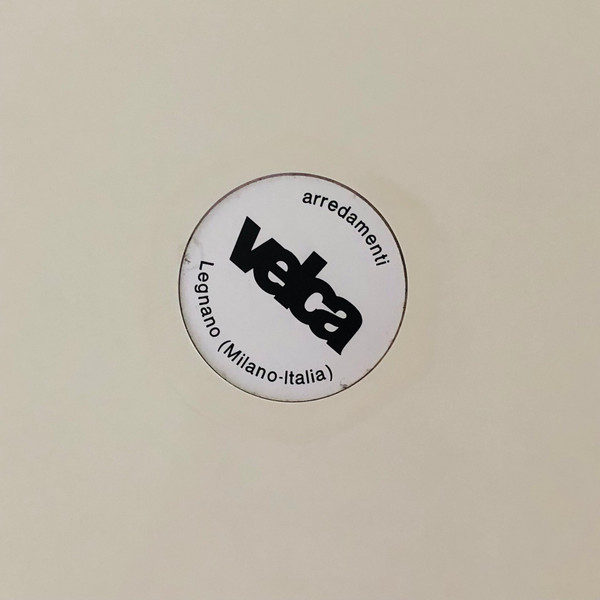 arredamenti
velca
Legnano (Milano-Italia)